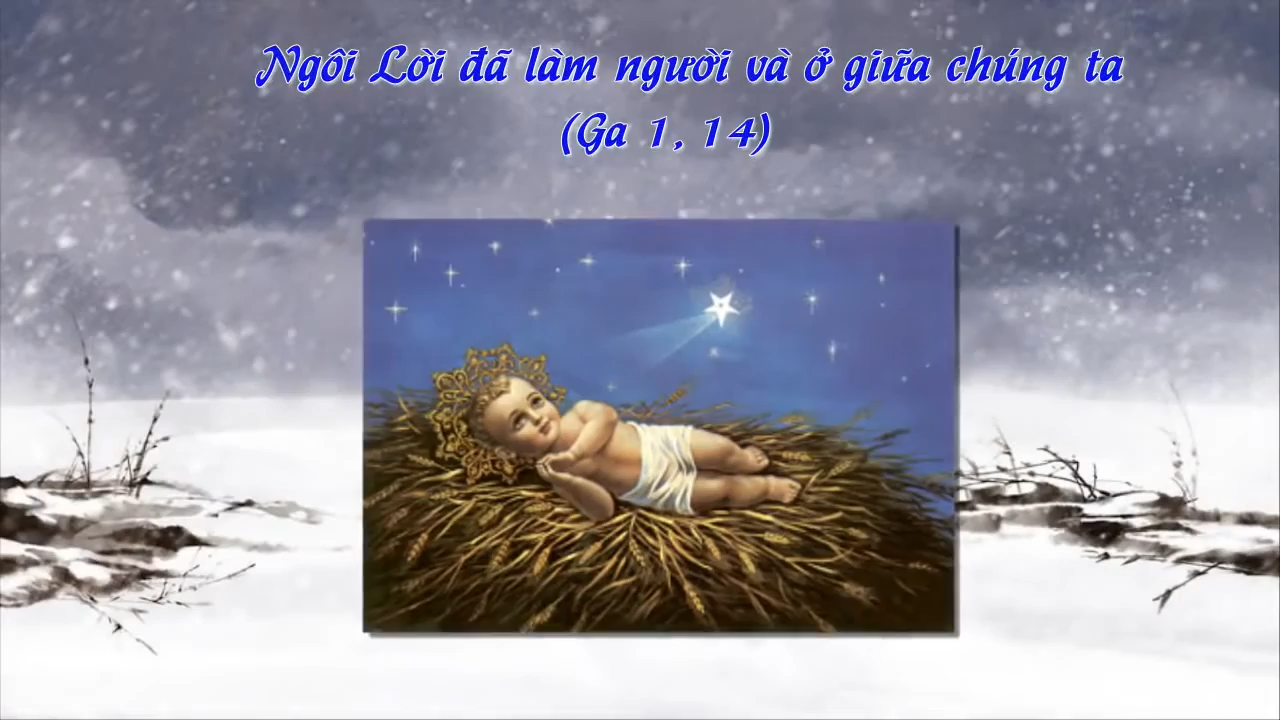 Ngôi Lời đã làm người và ở giữa chúng ta
(Ga 1, 14)